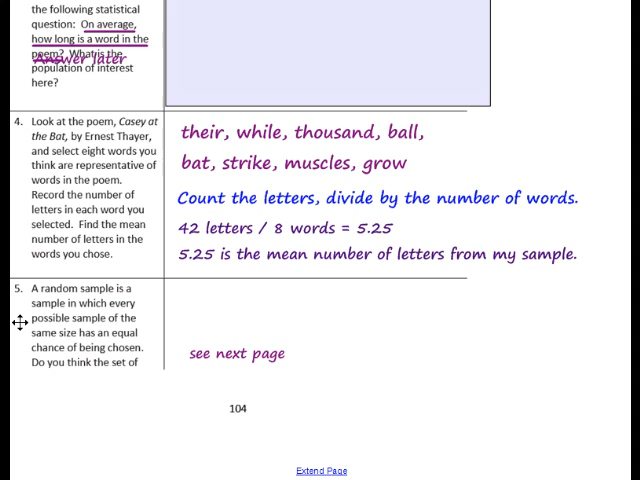 the following statistical
question: On average,
how long is a word in the
poem? What is the
Answer later
population of interest
here?
4. Look at the poem, Casey at
the Bat, by Ernest Thayer,
and select eight words you
think are representative of
words in the poem.
Record the number of
letters in each word you
selected. Find the mean
number of letters in the
words you chose.
their, while, thousand, ball,
bat, strike, muscles, grow
Count the letters, divide by the number of words.
42 letters / 8 words = 5.25
5.25 is the mean number of letters from my sample.
5. A random sample is a
sample in which every
possible sample of the
same size has an equal
chance of being chosen.
Do you think the set of
see next page
104
Extend Page